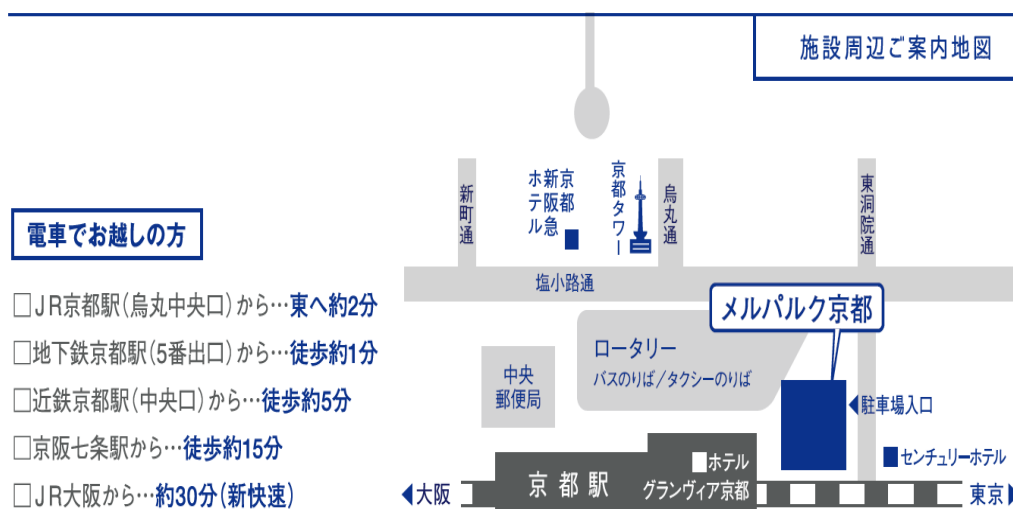 施設周辺ご案内地図
電車でお越しの方
□JR京都駅(烏丸中央口)から…東へ約2分
□地下鉄京都駅(5番出口)から…徒歩約1分
□近鉄京都駅(中央口)から…徒歩約5分
□京阪七条駅から…徒歩約15分
□JR大阪から…約30分(新快速)
新町通
京都
新阪急
ホテル
京都タワー
烏丸通
東洞院通
塩小路通
メルパルク京都
ロータリー
バスのりば/タクシーのりば
中央
郵便局
◀駐車場入口
■センチュリーホテル
□ホテル
グランヴィア京都
京都駅
◀大阪
東京▶